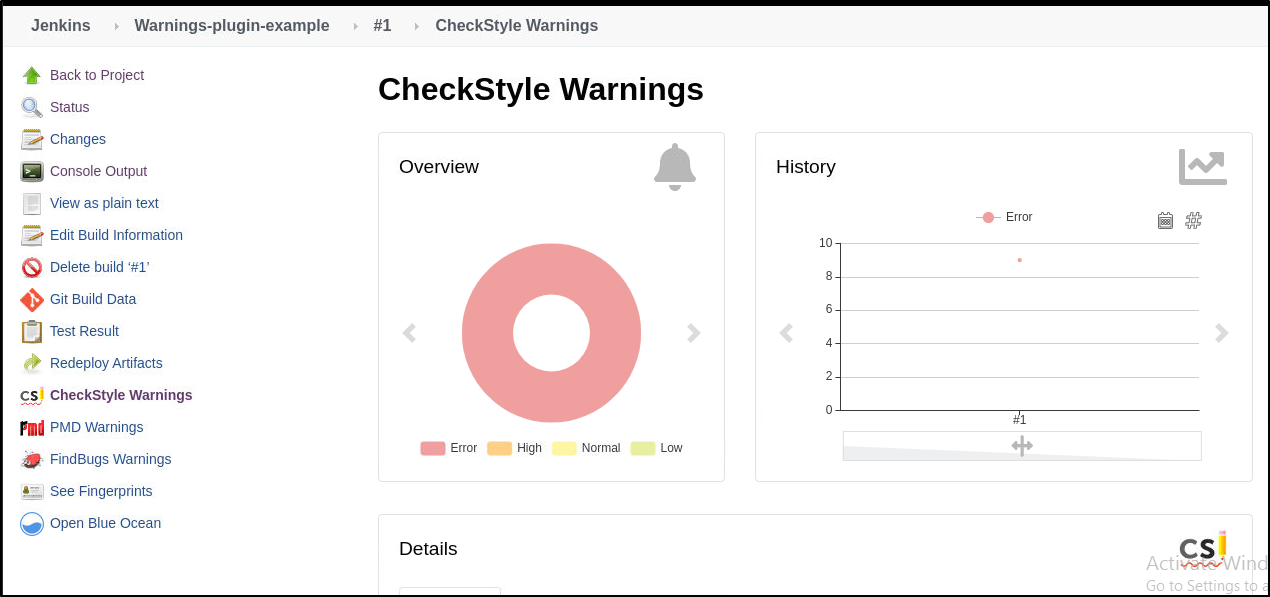 Jenkins Warnings-plugin-example #1 CheckStyle Warnings
Back to Project
Status
Changes
Console Output
View as plain text
Edit Build Information
Delete build ‘#1’
Git Build Data
Test Result
Redeploy Artifacts
CheckStyle Warnings
PMD Warnings
FindBugs Warnings
See Fingerprints
Open Blue Ocean
CheckStyle Warnings
Overview
Error High Normal Low
History
Error
10
8
6
4
2
0
#1
Details
csi
Activate Wind
Go to Settings to a